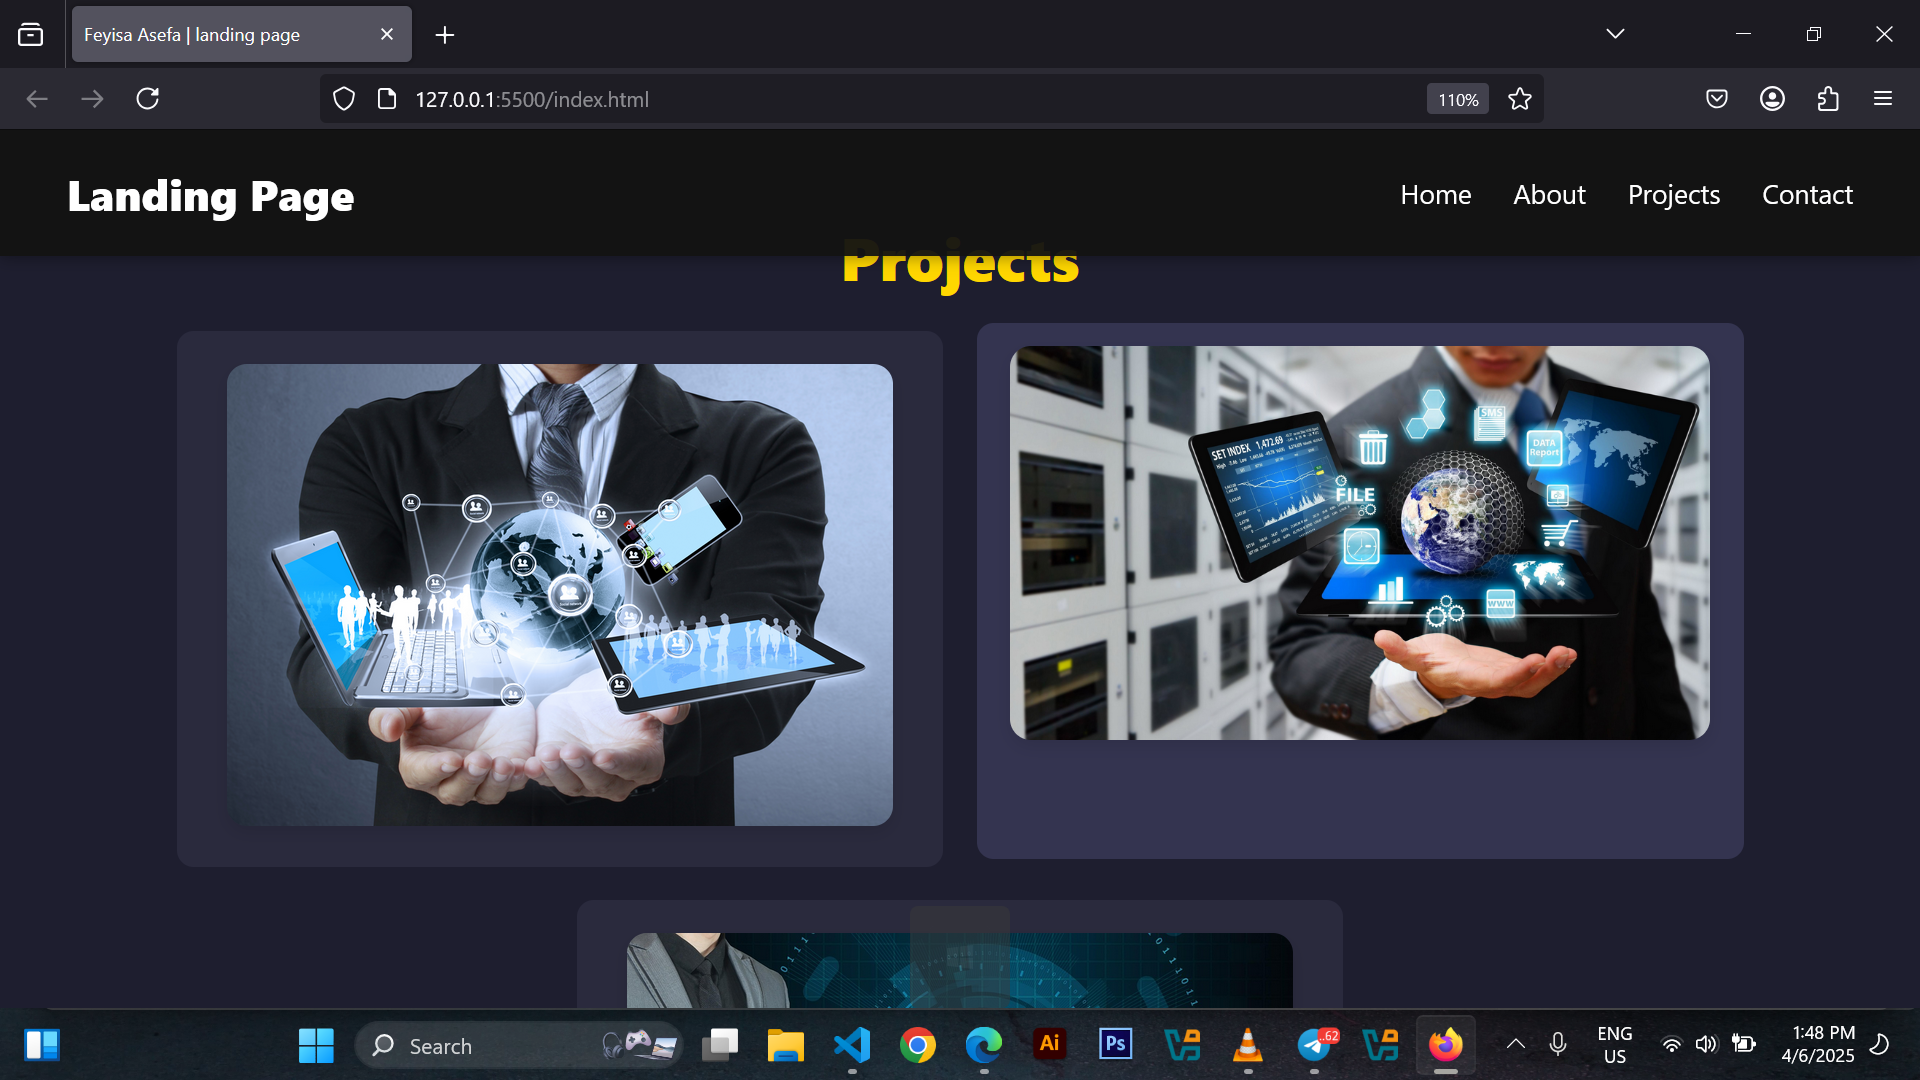 Feyisa Asefa | landing page
127.0.0.1:5500/index.html
110%
Landing Page
Home
About
Projects
Contact
Projects
SET INDEX 1,472.69
SMS
DATA
Report
FILE
WWW
Search
Ai
Ps
62
ENG
US
1:48 PM
4/6/2025